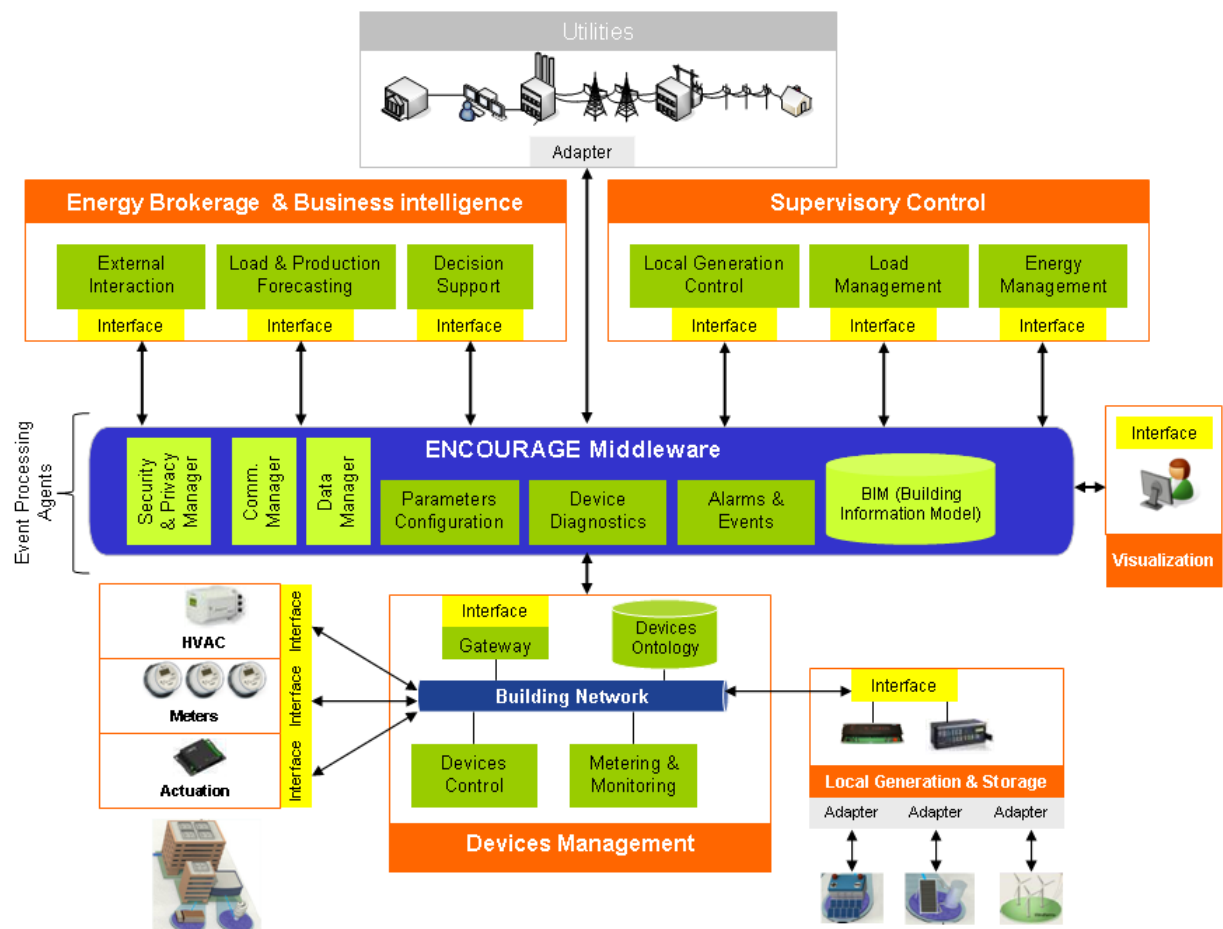 Utilities
Adapter
Energy Brokerage & Business intelligence
External
Interaction
Interface
Load & Production
Forecasting
Interface
Decision
Support
Interface
Supervisory Control
Local Generation
Control
Interface
Load
Management
Interface
Energy
Management
Interface
Event Processing
Agents
ENCOURAGE Middleware
Security
& Privacy
Manager
Comm.
Manager
Data
Manager
Parameters
Configuration
Device
Diagnostics
Alarms &
Events
BIM (Building
Information Model)
Interface
Visualization
HVAC
Interface
Meters
Interface
Actuation
Interface
Interface
Gateway
Devices
Ontology
Building Network
Devices
Control
Metering &
Monitoring
Devices Management
Interface
Local Generation & Storage
Adapter
Adapter
Adapter